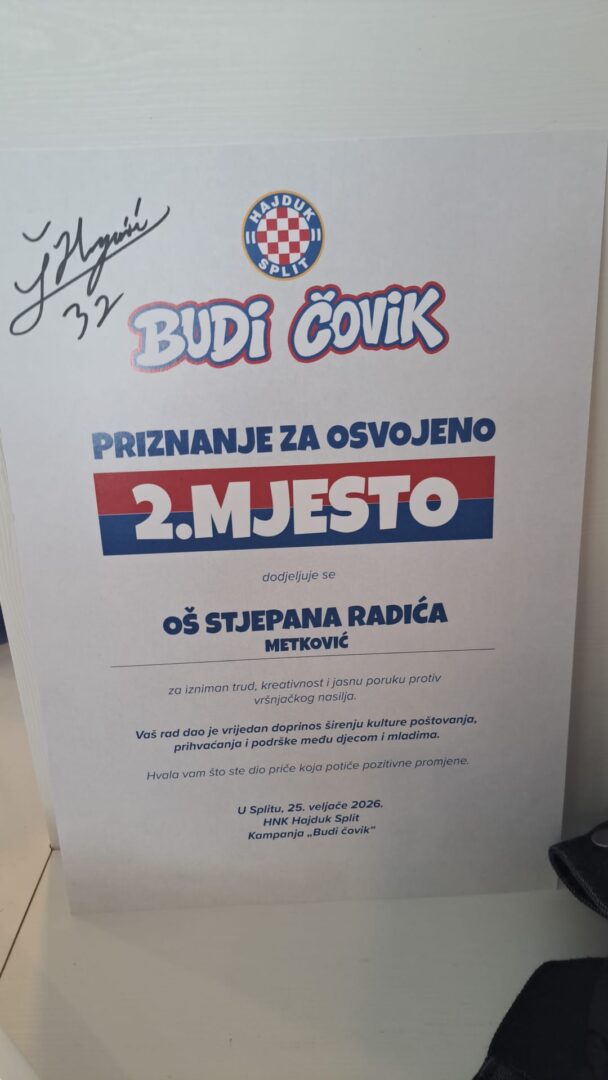 HAJDUK
SPLIT
32
BUDi ČOViK
PRIZNANJE ZA OSVOJENO
2.MJESTO
dodjeljuje se
OŠ STJEPANA RADIĆA
METKOVIĆ
za izniman trud, kreativnost i jasnu poruku protiv
vršnjačkog nasilja.
Vaš rad dao je vrijedan doprinos širenju kulture poštovanja,
prihvaćanja i podrške među djecom i mladima.
Hvala vam što ste dio priče koja potiče pozitivne promjene.
U Splitu, 25. veljače 2026.
HNK Hajduk Split
Kampanja „Budi čovik“